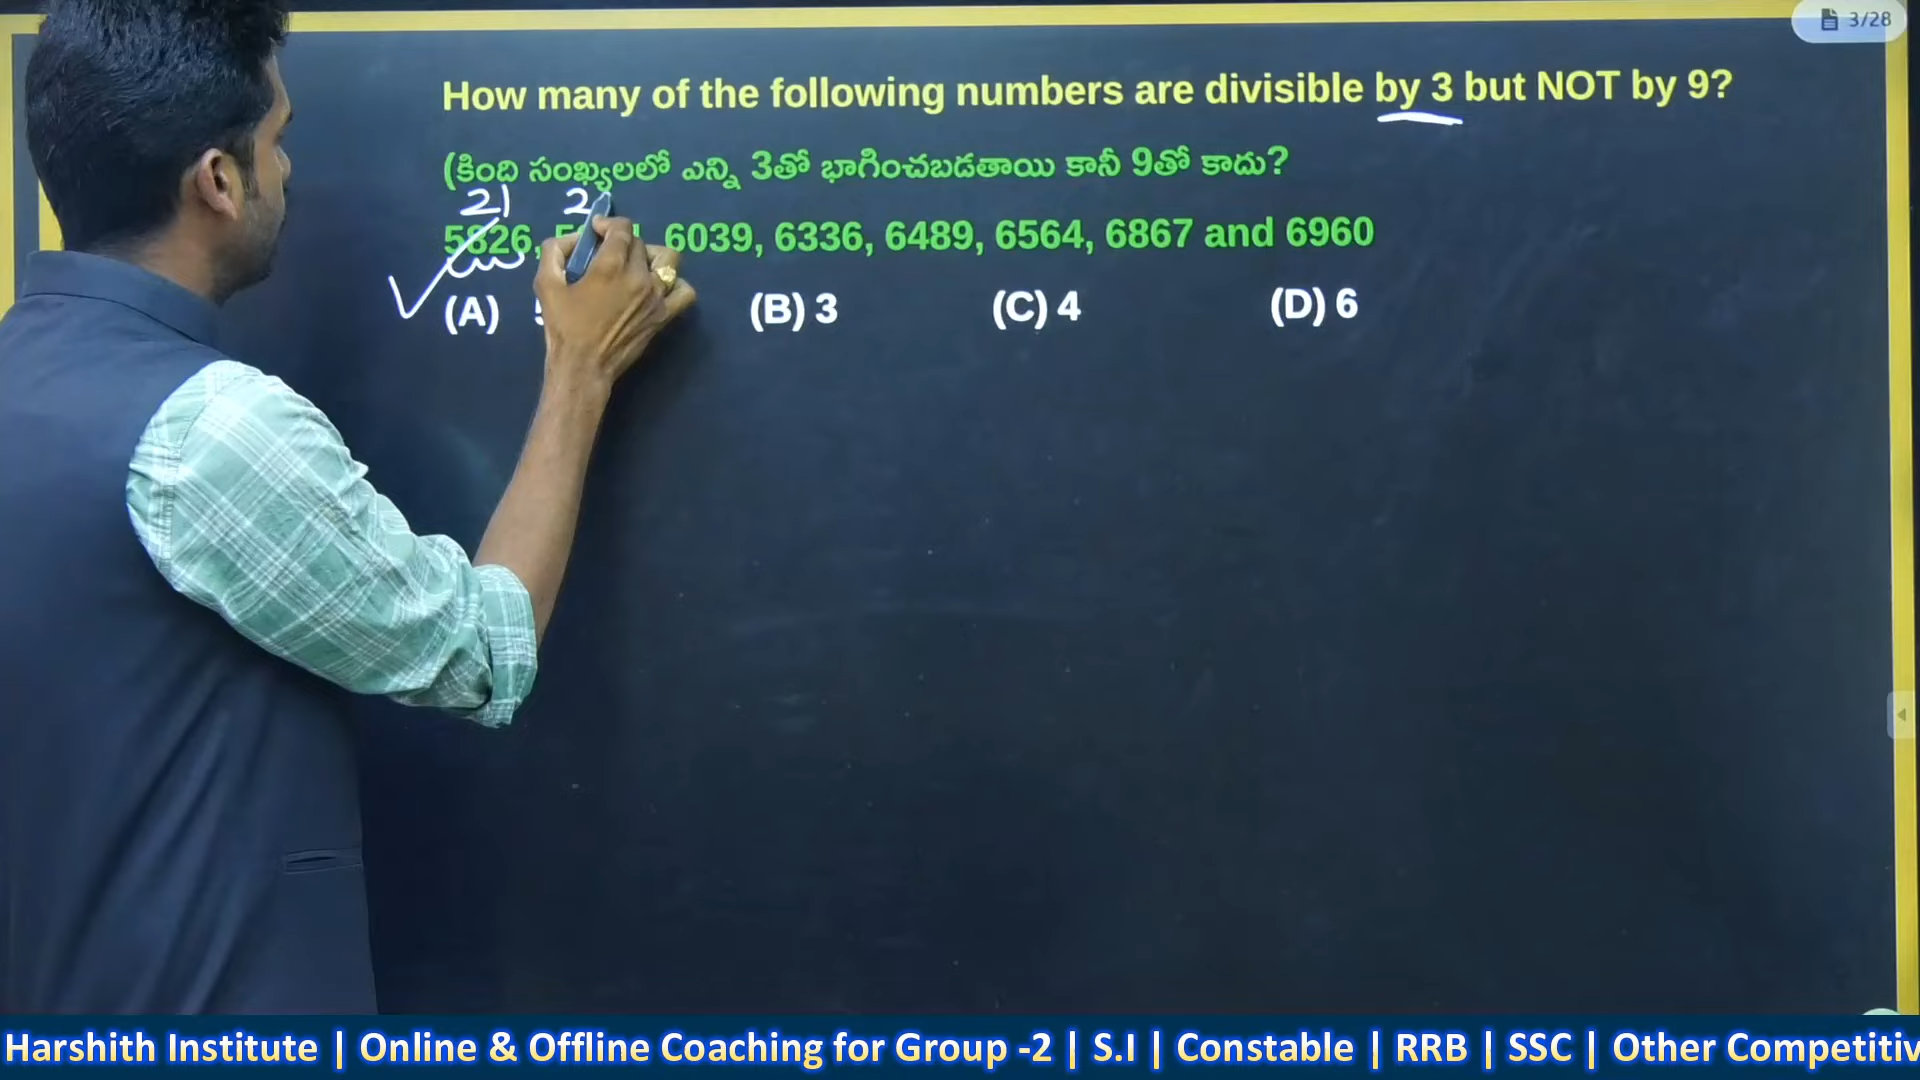 3/28
How many of the following numbers are divisible by 3 but NOT by 9?
(కింది సంఖ్యలలో ఎన్ని 3తో భాగించబడతాయి కానీ 9తో కాదు?
21 2
5826, 6039, 6336, 6489, 6564, 6867 and 6960
(A) (B) 3 (C) 4 (D) 6
Harshith Institute | Online & Offline Coaching for Group -2 | S.I | Constable | RRB | SSC | Other